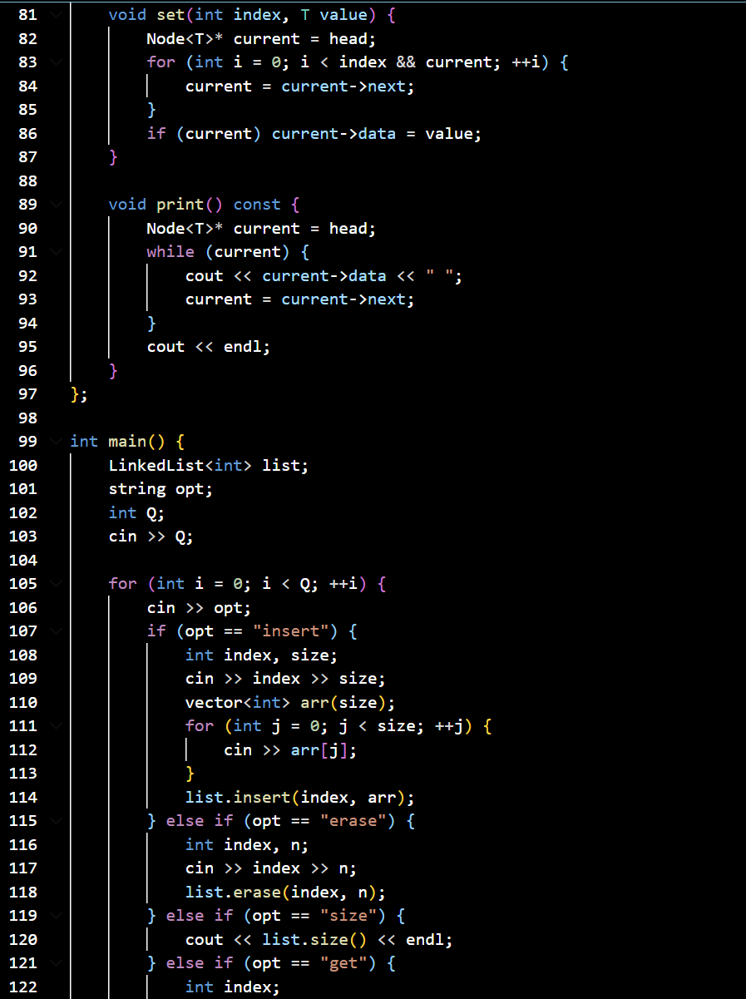 81 void set(int index, T value) {
82 Node<T>* current = head;
83 for (int i = 0; i < index && current; ++i) {
84 current = current->next;
85 }
86 if (current) current->data = value;
87 }
88
89 void print() const {
90 Node<T>* current = head;
91 while (current) {
92 cout << current->data << " ";
93 current = current->next;
94 }
95 cout << endl;
96 }
97 };
98
99 int main() {
100 LinkedList<int> list;
101 string opt;
102 int Q;
103 cin >> Q;
104
105 for (int i = 0; i < Q; ++i) {
106 cin >> opt;
107 if (opt == "insert") {
108 int index, size;
109 cin >> index >> size;
110 vector<int> arr(size);
111 for (int j = 0; j < size; ++j) {
112 cin >> arr[j];
113 }
114 list.insert(index, arr);
115 } else if (opt == "erase") {
116 int index, n;
117 cin >> index >> n;
118 list.erase(index, n);
119 } else if (opt == "size") {
120 cout << list.size() << endl;
121 } else if (opt == "get") {
122 int index;